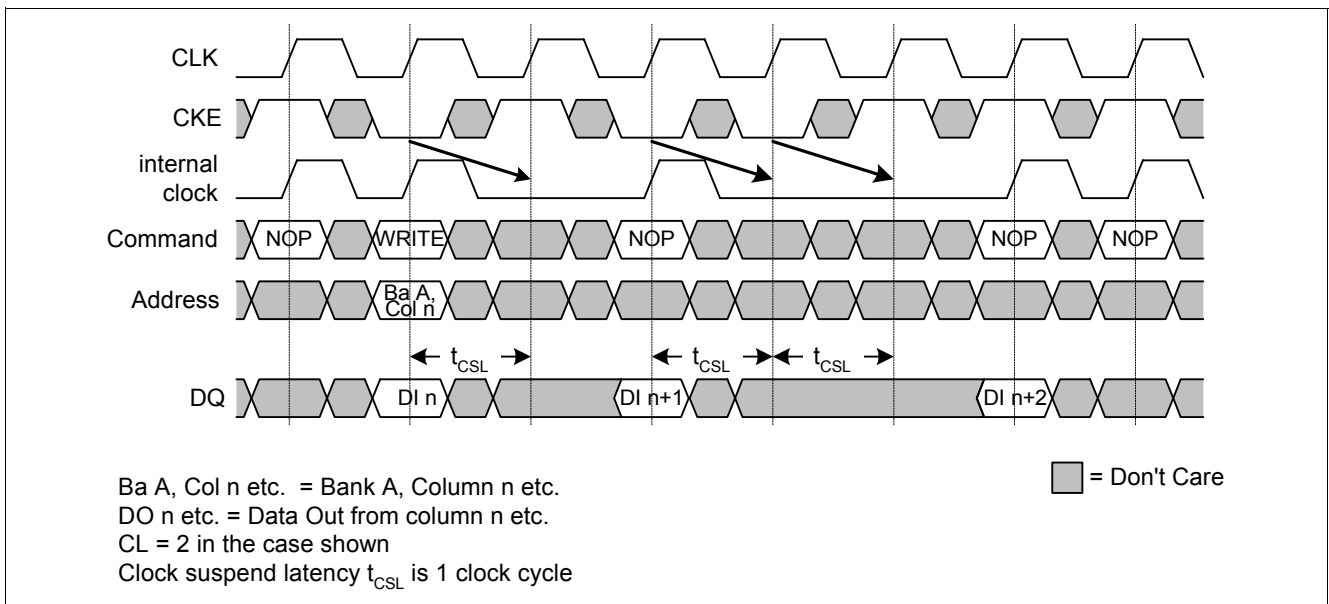 CLK
CKE
internal
clock
Command NOP WRITE NOP NOP NOP
Address Ba A,
Col n
tCSL tCSL tCSL
DQ DI n DI n+1 DI n+2
Ba A, Col n etc. = Bank A, Column n etc.
= Don't Care
DO n etc. = Data Out from column n etc.
CL = 2 in the case shown
Clock suspend latency tCSL is 1 clock cycle